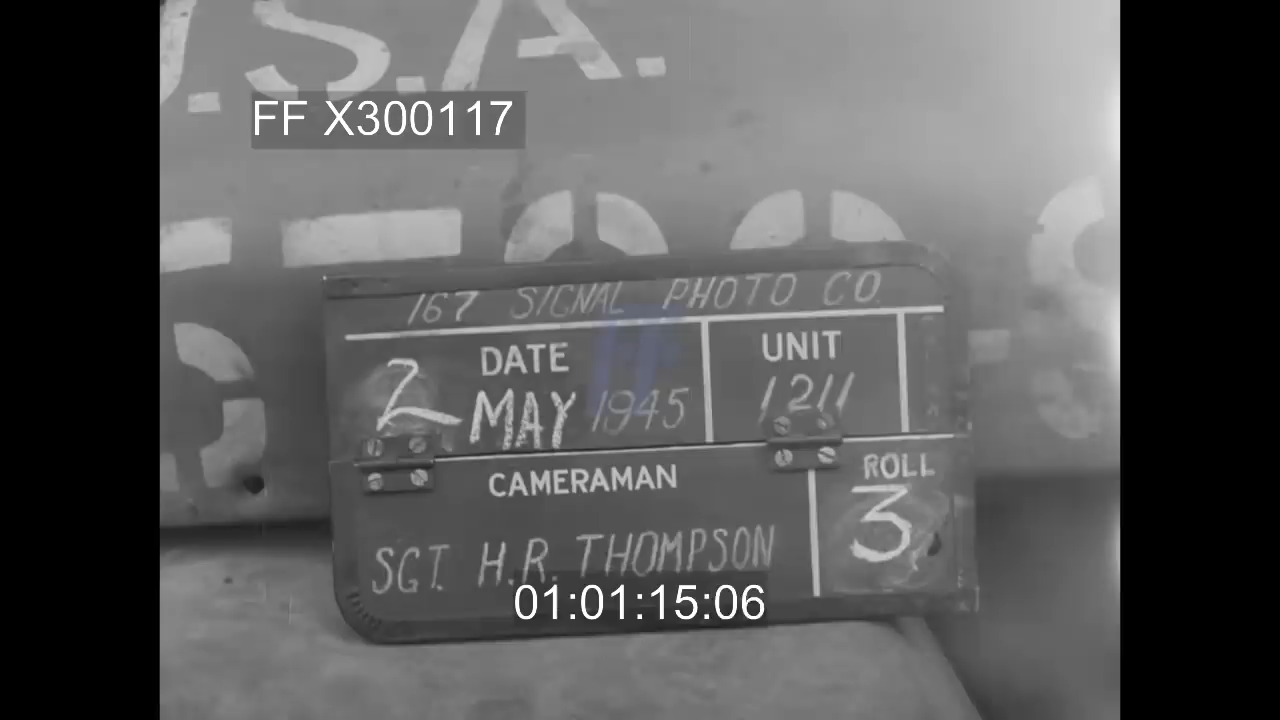 U.S.A.
FF X300117
167 SIGNAL PHOTO CO.
DATE
2 MAY 1945
UNIT
1211
CAMERAMAN
SGT. H.R. THOMPSON
ROLL
3
01:01:15:06